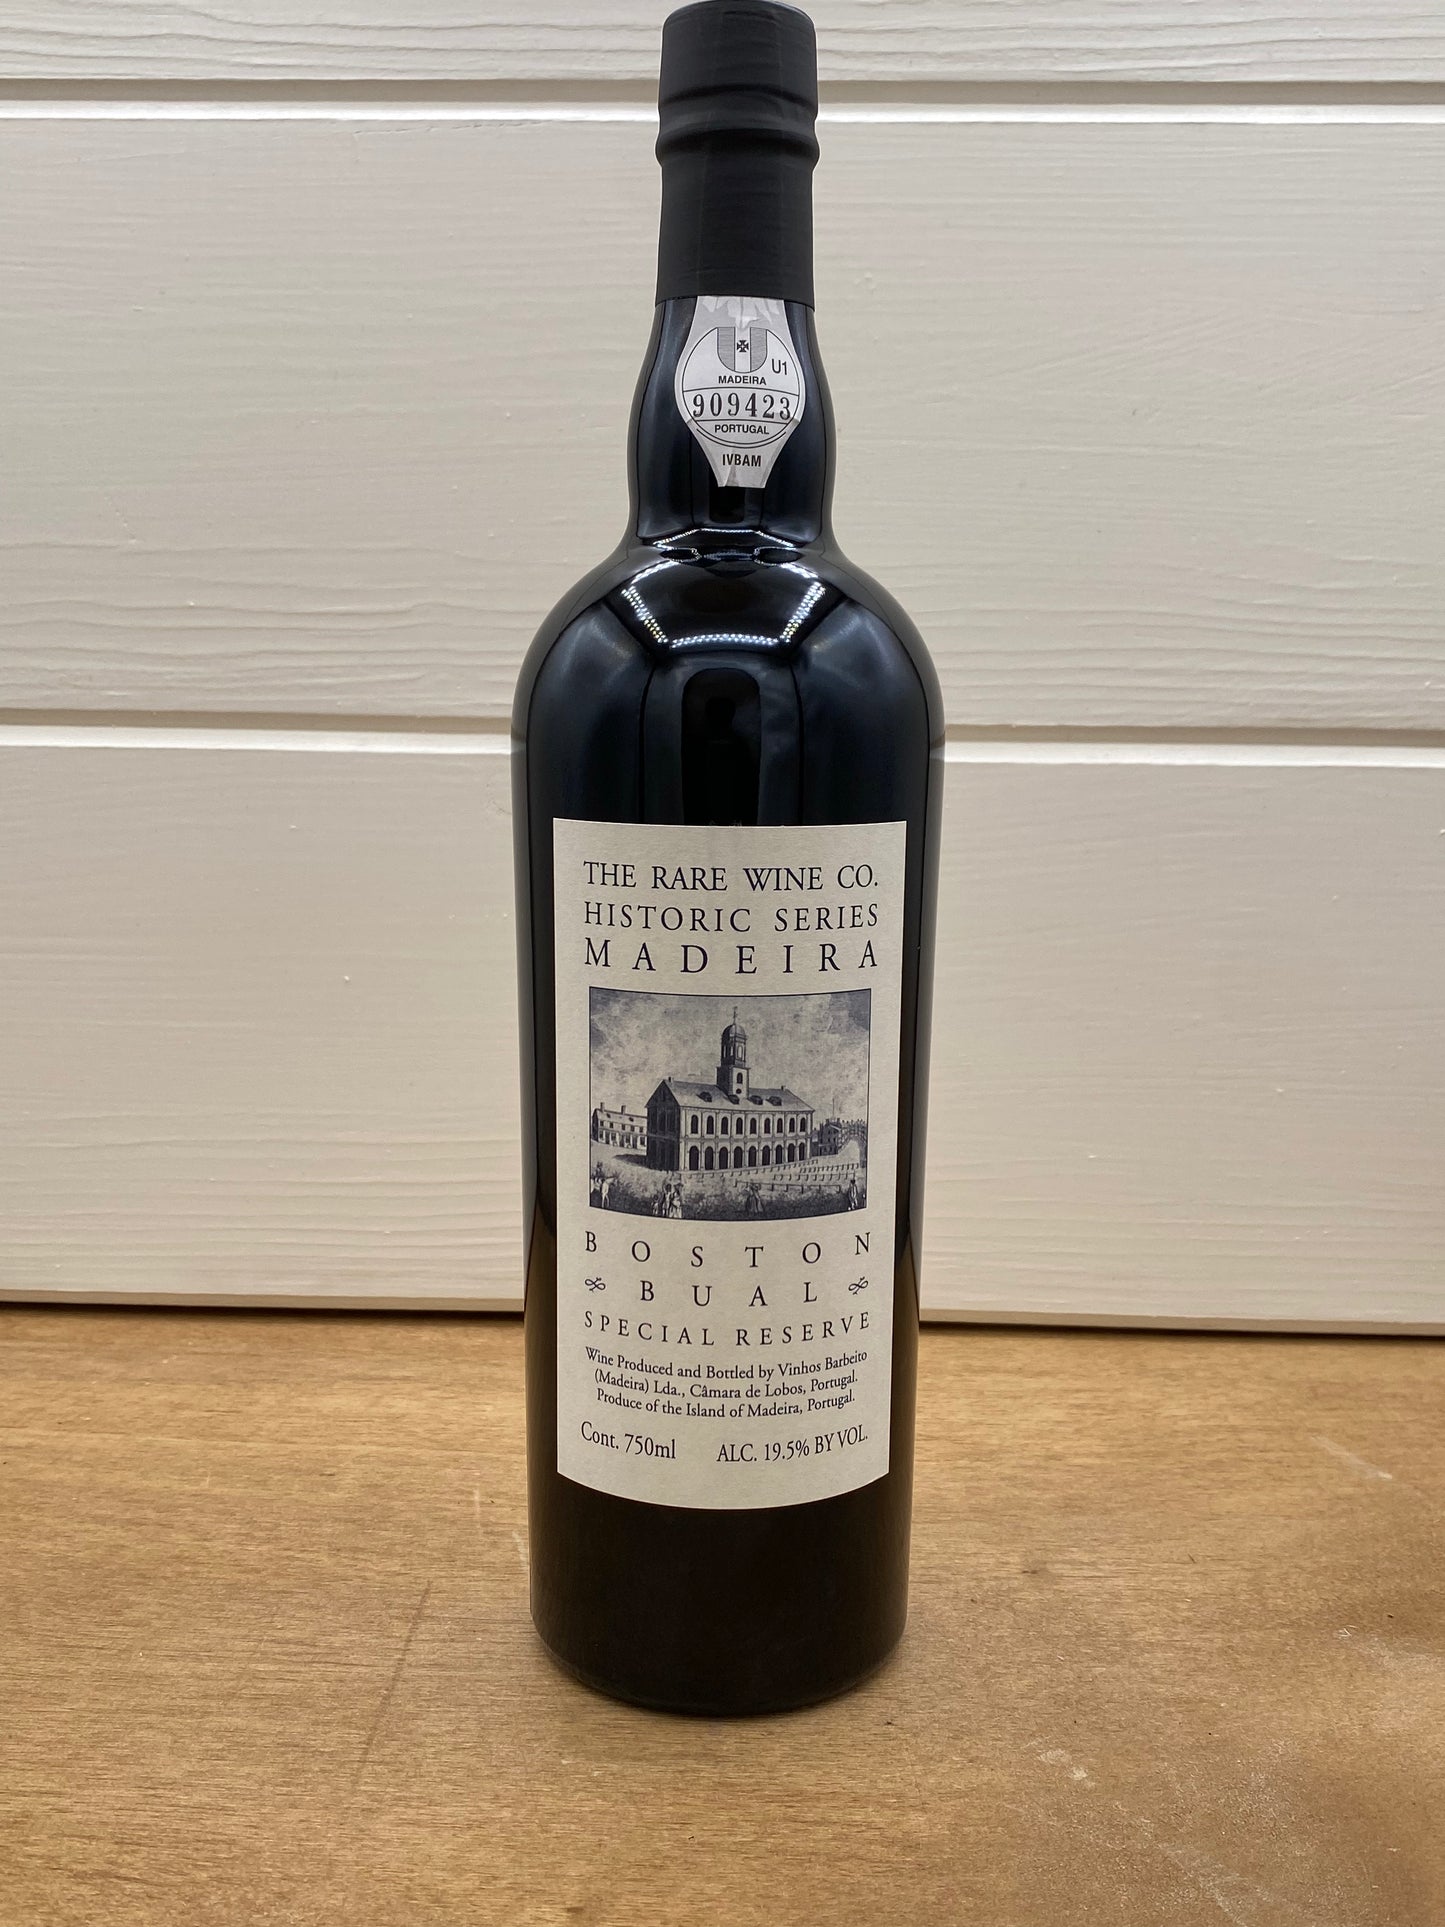 U1
MADEIRA
909423
PORTUGAL
IVBAM
THE RARE WINE CO.
HISTORIC SERIES
MADEIRA
BOSTON
BUAL
SPECIAL RESERVE
Wine Produced and Bottled by Vinhos Barbeito
(Madeira) Lda., Câmara de Lobos, Portugal.
Produce of the Island of Madeira, Portugal.
Cont. 750ml ALC. 19.5% BY VOL.